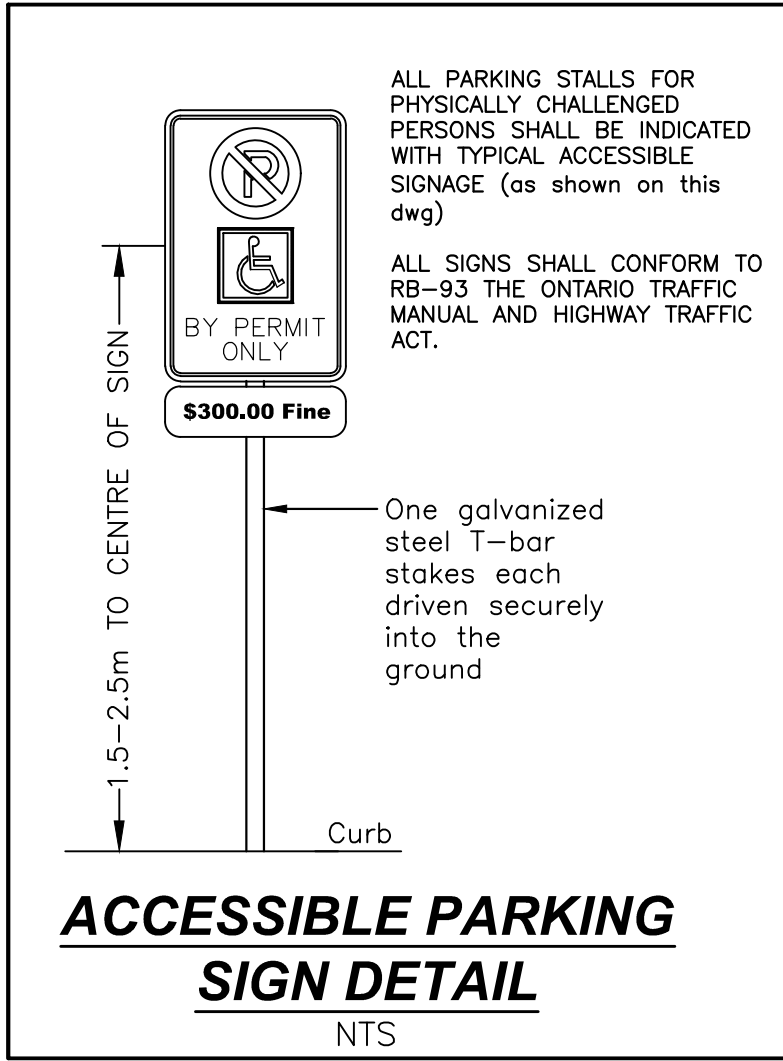 ALL PARKING STALLS FOR
PHYSICALLY CHALLENGED
PERSONS SHALL BE INDICATED
WITH TYPICAL ACCESSIBLE
SIGNAGE (as shown on this
dwg)
ALL SIGNS SHALL CONFORM TO
RB-93 THE ONTARIO TRAFFIC
MANUAL AND HIGHWAY TRAFFIC
ACT.
P
BY PERMIT
ONLY
$300.00 Fine
1.5-2.5m TO CENTRE OF SIGN
One galvanized
steel T-bar
stakes each
driven securely
into the
ground
Curb
ACCESSIBLE PARKING
SIGN DETAIL
NTS